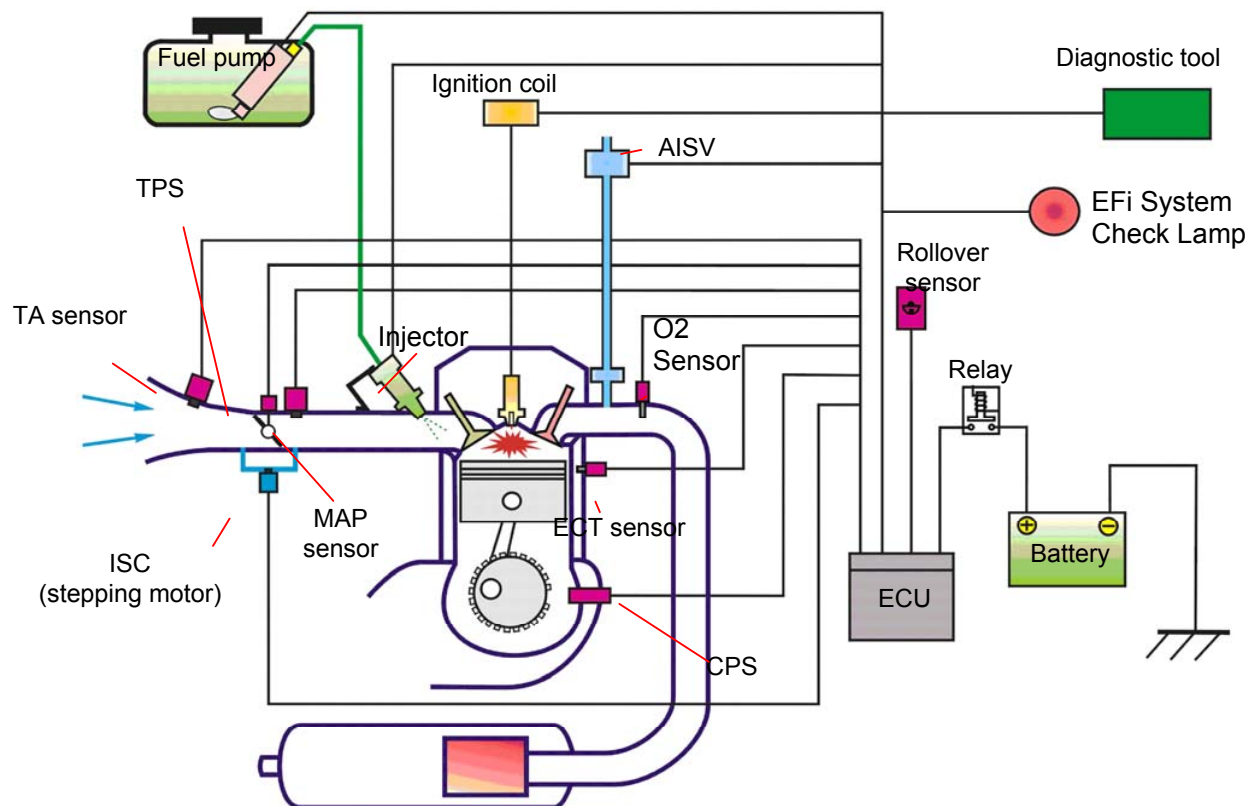 Fuel pump
Ignition coil
Diagnostic tool
AISV
TPS
EFi System
Check Lamp
Rollover
sensor
TA sensor
Injector
O2
Sensor
Relay
MAP
sensor
ECT sensor
ISC
(stepping motor)
Battery
ECU
CPS